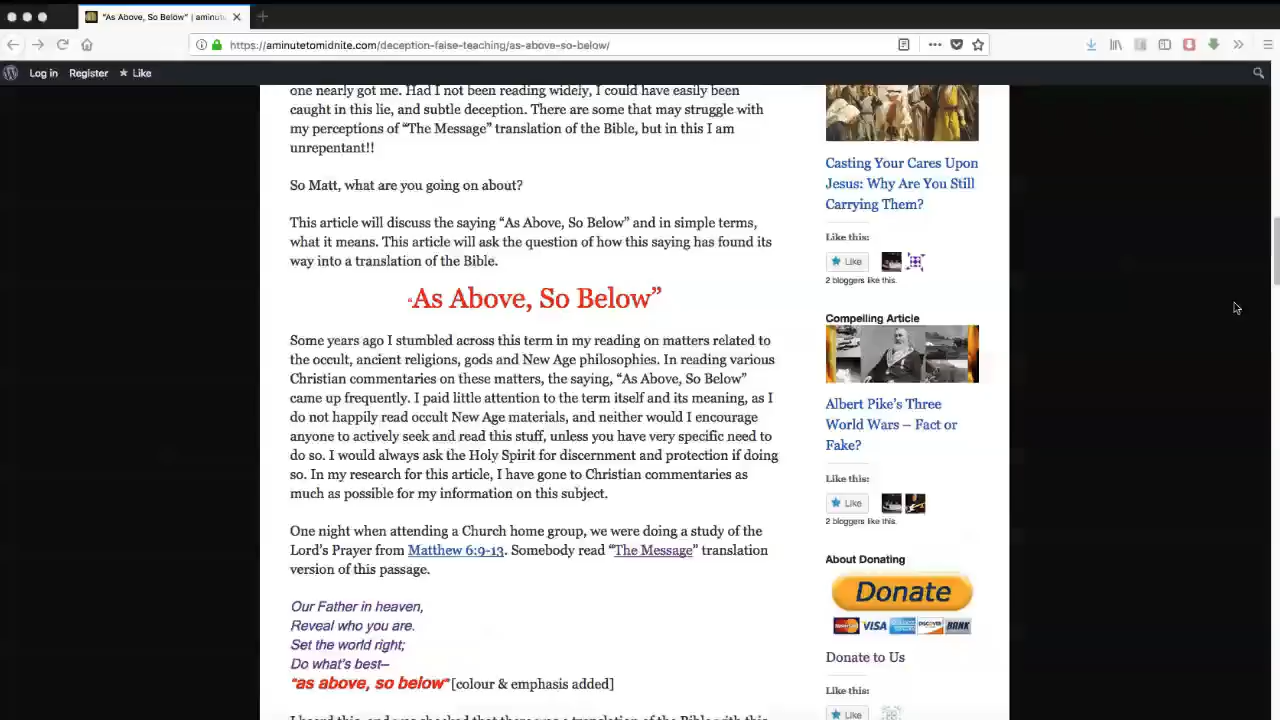 "As Above, So Below" | aminut
https://aminutetomidnite.com/deception-false-teaching/as-above-so-below/
Log in Register Like
one nearly got me. Had I not been reading widely, I could have easily been
caught in this lie, and subtle deception. There are some that may struggle with
my perceptions of “The Message” translation of the Bible, but in this I am
unrepentant!!
So Matt, what are you going on about?
This article will discuss the saying “As Above, So Below” and in simple terms,
what it means. This article will ask the question of how this saying has found its
way into a translation of the Bible.
“As Above, So Below”
Some years ago I stumbled across this term in my reading on matters related to
the occult, ancient religions, gods and New Age philosophies. In reading various
Christian commentaries on these matters, the saying, “As Above, So Below”
came up frequently. I paid little attention to the term itself and its meaning, as I
do not happily read occult New Age materials, and neither would I encourage
anyone to actively seek and read this stuff, unless you have very specific need to
do so. I would always ask the Holy Spirit for discernment and protection if doing
so. In my research for this article, I have gone to Christian commentaries as
much as possible for my information on this subject.
One night when attending a Church home group, we were doing a study of the
Lord’s Prayer from Matthew 6:9-13. Somebody read “The Message” translation
version of this passage.
Our Father in heaven,
Reveal who you are.
Set the world right;
Do what’s best–
“as above, so below” [colour & emphasis added]
I heard this, and was shocked that there was a translation of the Bible with this
Casting Your Cares Upon
Jesus: Why Are You Still
Carrying Them?
Like this:
Like
2 bloggers like this.
Compelling Article
Albert Pike’s Three
World Wars – Fact or
Fake?
Like this:
Like
2 bloggers like this.
About Donating
Donate
MasterCard VISA DISCOVER BANK
Donate to Us
Like this:
Like